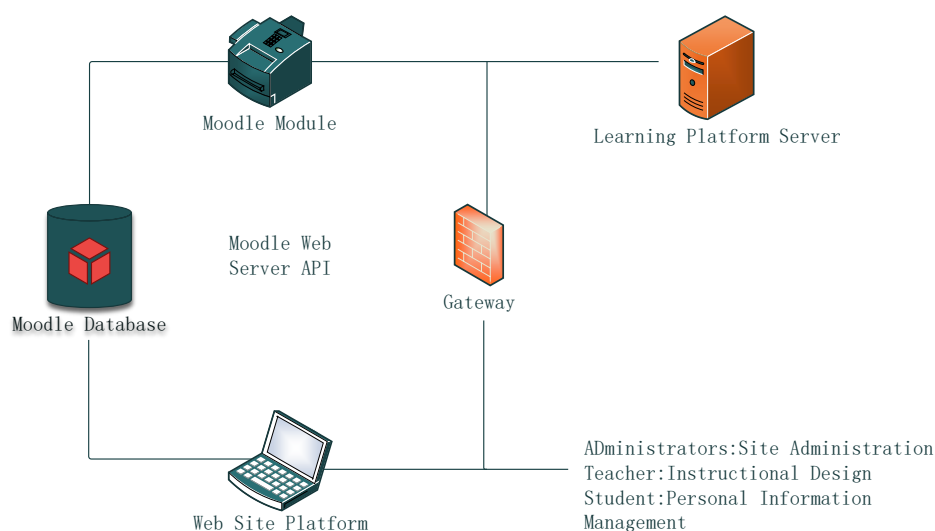 Moodle Module
Learning Platform Server
Moodle Web
Server API
Gateway
Moodle Database
ADministrators:Site Administration
Teacher:Instructional Design
Student:Personal Information
Management
Web Site Platform